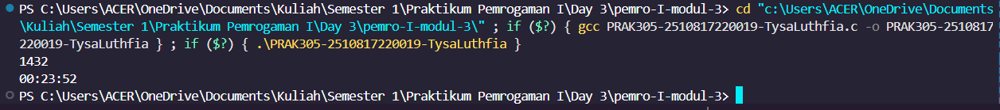 PS C:\Users\ACER\OneDrive\Documents\Kuliah\Semester 1\Praktikum Pemrogaman I\Day 3\pemro-I-modul-3> cd "c:\Users\ACER\OneDrive\Documents
\Kuliah\Semester 1\Praktikum Pemrogaman I\Day 3\pemro-I-modul-3\" ; if ($?) { gcc PRAK305-2510817220019-TysaLuthfia.c -o PRAK305-2510817
220019-TysaLuthfia } ; if ($?) { .\PRAK305-2510817220019-TysaLuthfia }
1432
00:23:52
PS C:\Users\ACER\OneDrive\Documents\Kuliah\Semester 1\Praktikum Pemrogaman I\Day 3\pemro-I-modul-3>